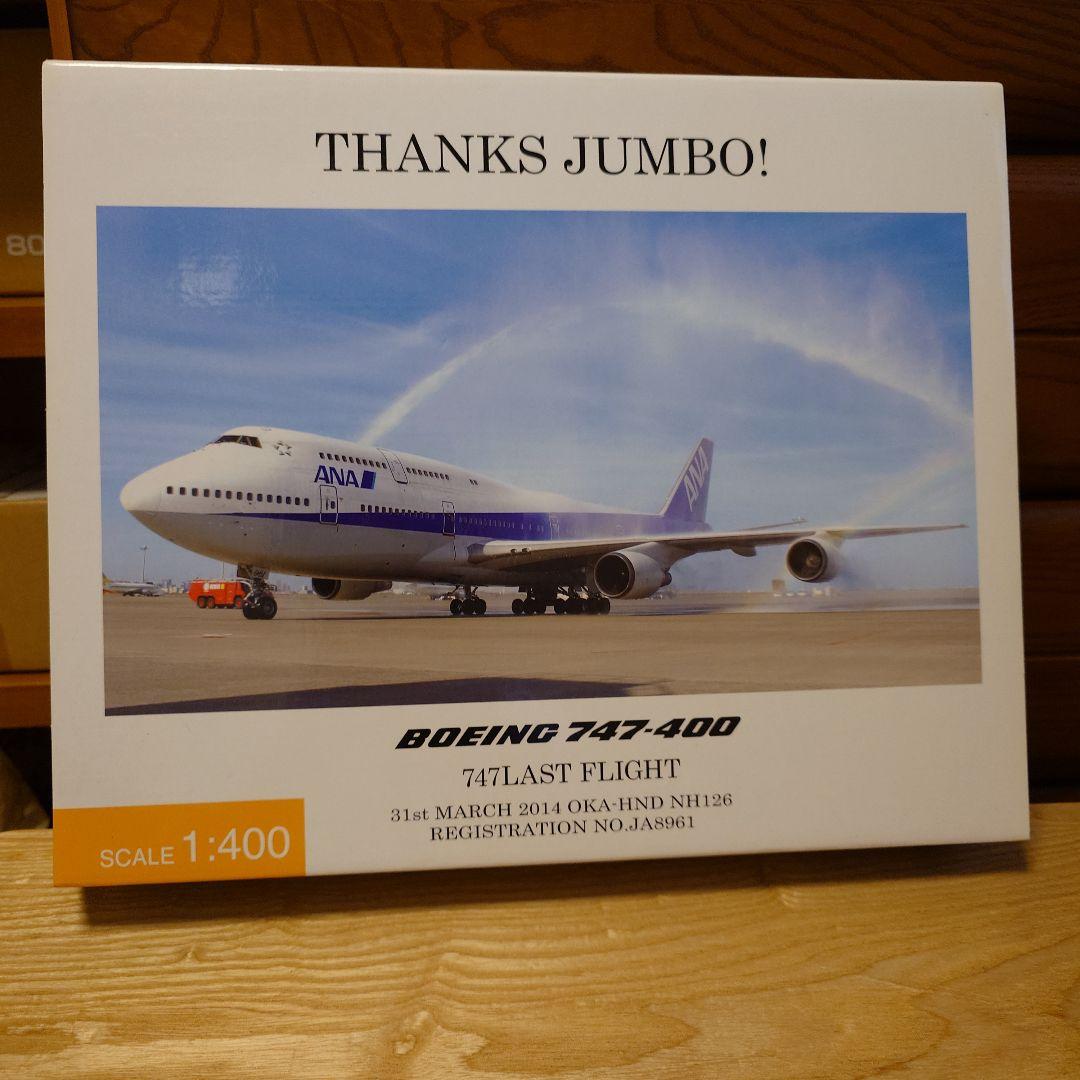 THANKS JUMBO!
80
ANA
ANA
BOEING 747-400
747LAST FLIGHT
31st MARCH 2014 OKA-HND NH126
REGISTRATION NO.JA8961
SCALE 1:400